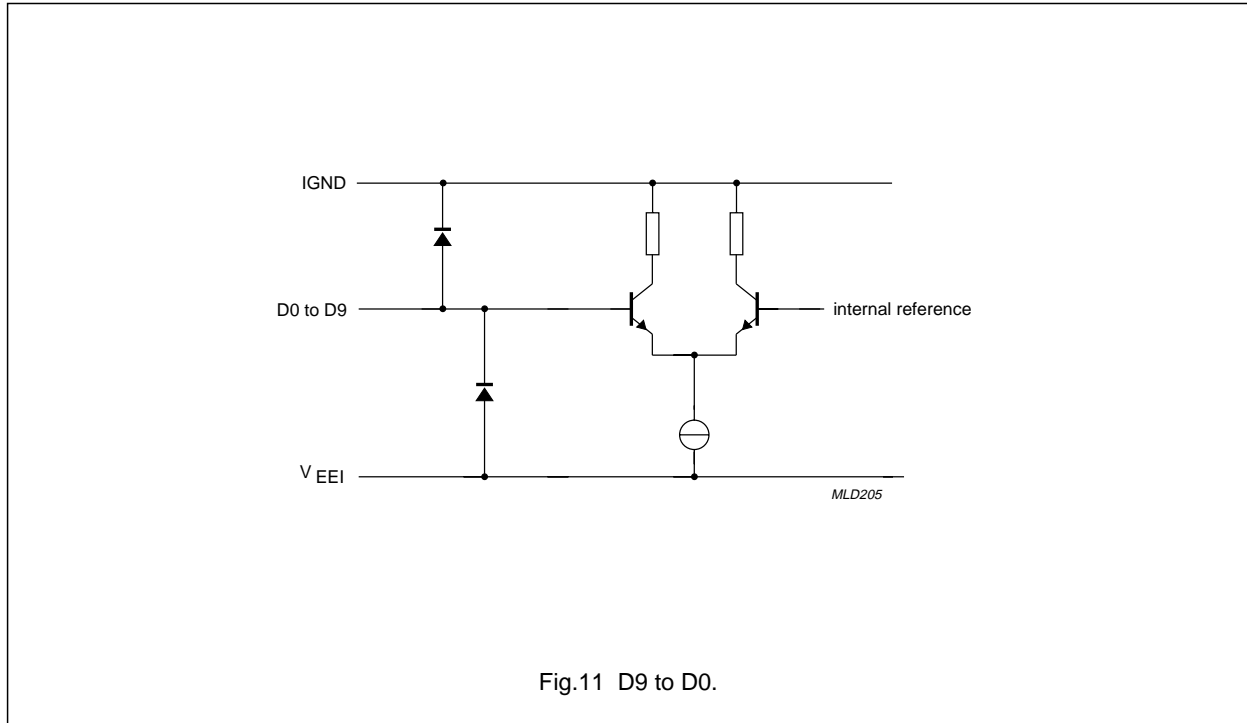 IGND
D0 to D9
internal reference
V EEI
MLD205
Fig.11 D9 to D0.